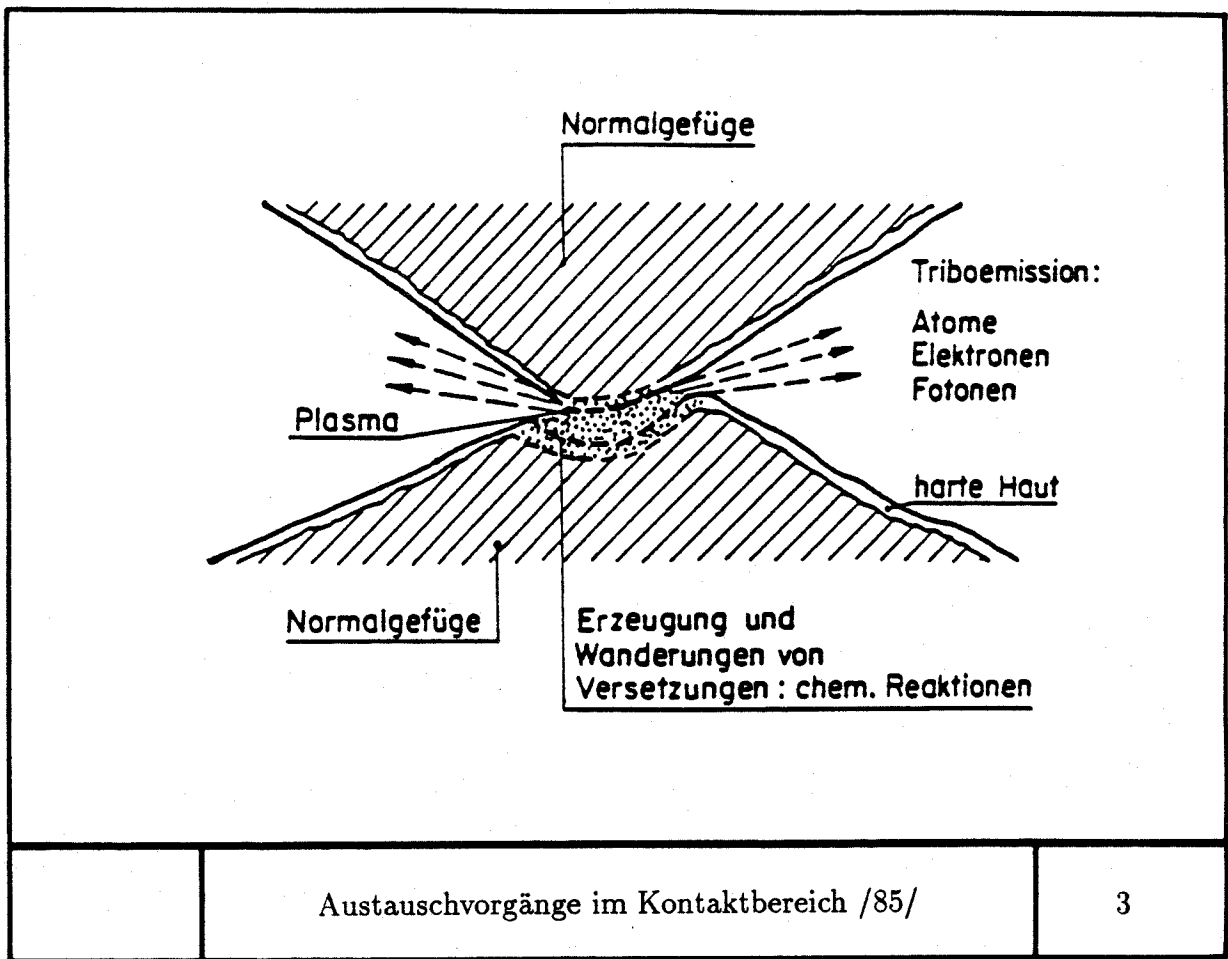 Normalgefüge
Triboemission:
Atome
Elektronen
Fotonen
Plasma
harte Haut
Normalgefüge
Erzeugung und
Wanderungen von
Versetzungen : chem. Reaktionen
Austauschvorgänge im Kontaktbereich /85/
3